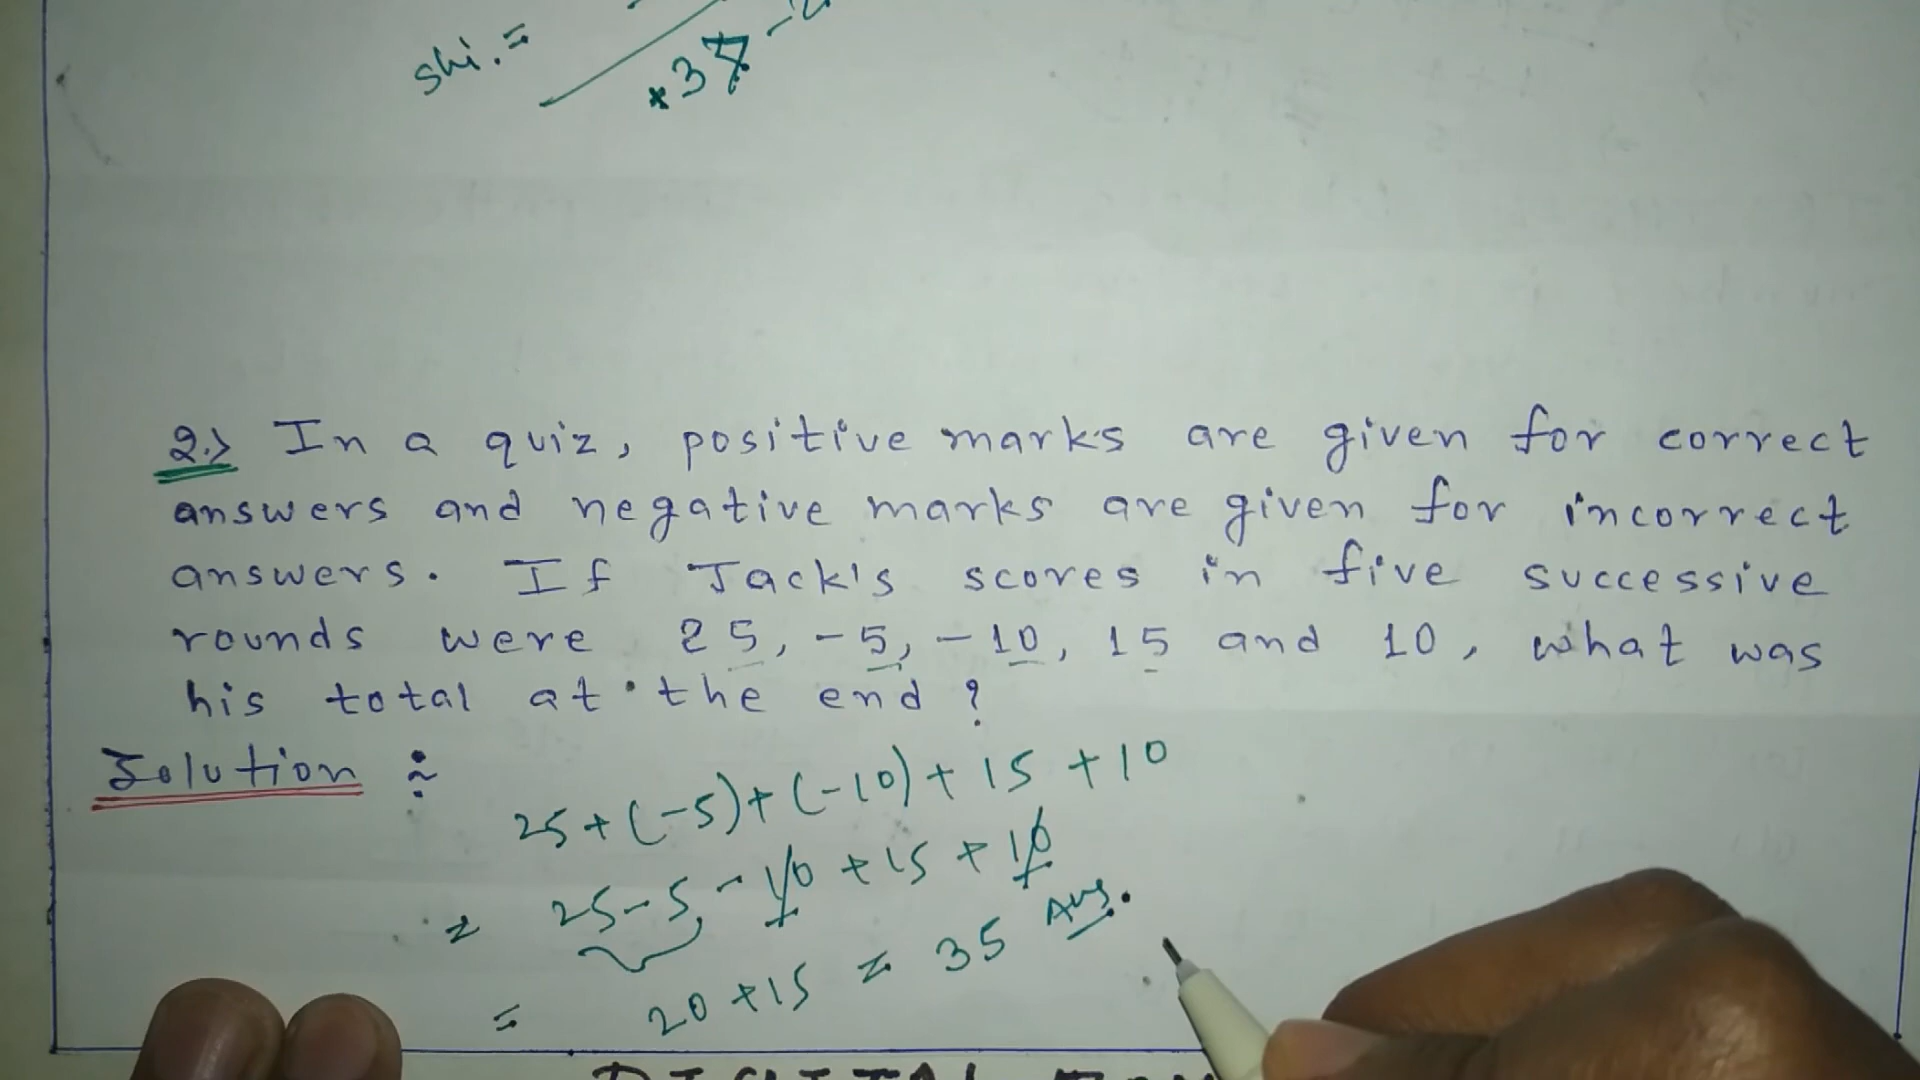 shi. =
* 37
2.> In a quiz, positive marks are given for correct
answers and negative marks are given for incorrect
answers. If Jack's scores in five successive
rounds were 25, -5, -10, 15 and 10, what was
his total at the end ?
Solution :
25+(-5)+(-10)+15+10
= 25-5-10+15+10
= 20+15 = 35 Ans.
DIGITAL